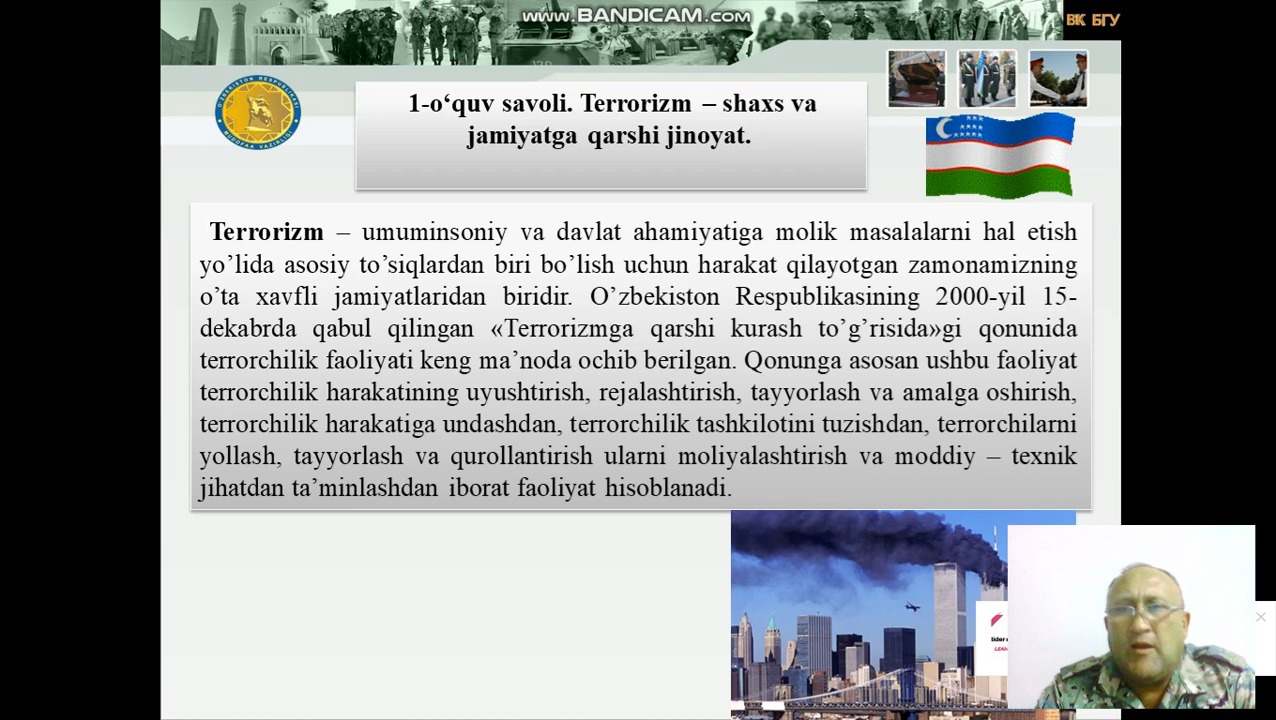 www.BANDICAM.com
ВК БГУ
1-o‘quv savoli. Terrorizm – shaxs va
jamiyatga qarshi jinoyat.
Terrorizm – umuminsoniy va davlat ahamiyatiga molik masalalarni hal etish
yo’lida asosiy to’siqlardan biri bo’lish uchun harakat qilayotgan zamonamizning
o’ta xavfli jamiyatlaridan biridir. O’zbekiston Respublikasining 2000-yil 15-
dekabrda qabul qilingan «Terrorizmga qarshi kurash to’g’risida»gi qonunida
terrorchilik faoliyati keng ma’noda ochib berilgan. Qonunga asosan ushbu faoliyat
terrorchilik harakatining uyushtirish, rejalashtirish, tayyorlash va amalga oshirish,
terrorchilik harakatiga undashdan, terrorchilik tashkilotini tuzishdan, terrorchilarni
yollash, tayyorlash va qurollantirish ularni moliyalashtirish va moddiy – texnik
jihatdan ta’minlashdan iborat faoliyat hisoblanadi.